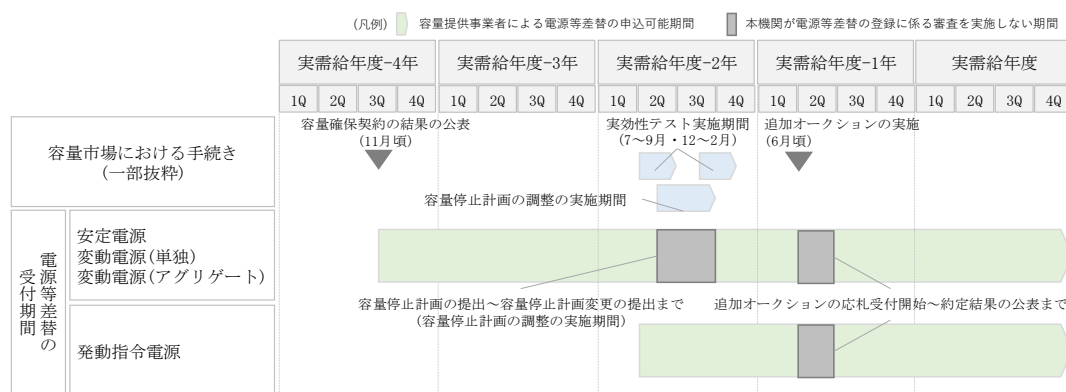 (凡例) 容量提供事業者による電源等差替の申込可能期間 本機関が電源等差替の登録に係る審査を実施しない期間
実需給年度-4年 実需給年度-3年 実需給年度-2年 実需給年度-1年 実需給年度
1Q 2Q 3Q 4Q 1Q 2Q 3Q 4Q 1Q 2Q 3Q 4Q 1Q 2Q 3Q 4Q 1Q 2Q 3Q 4Q
容量市場における手続き
(一部抜粋)
容量確保契約の結果の公表
(11月頃)
実効性テスト実施期間
(7〜9月・12〜2月)
追加オークションの実施
(6月頃)
容量停止計画の調整の実施期間
電源等差替の
受付期間
安定電源
変動電源(単独)
変動電源(アグリゲート)
容量停止計画の提出〜容量停止計画変更の提出まで
(容量停止計画の調整の実施期間)
追加オークションの応札受付開始〜約定結果の公表まで
発動指令電源